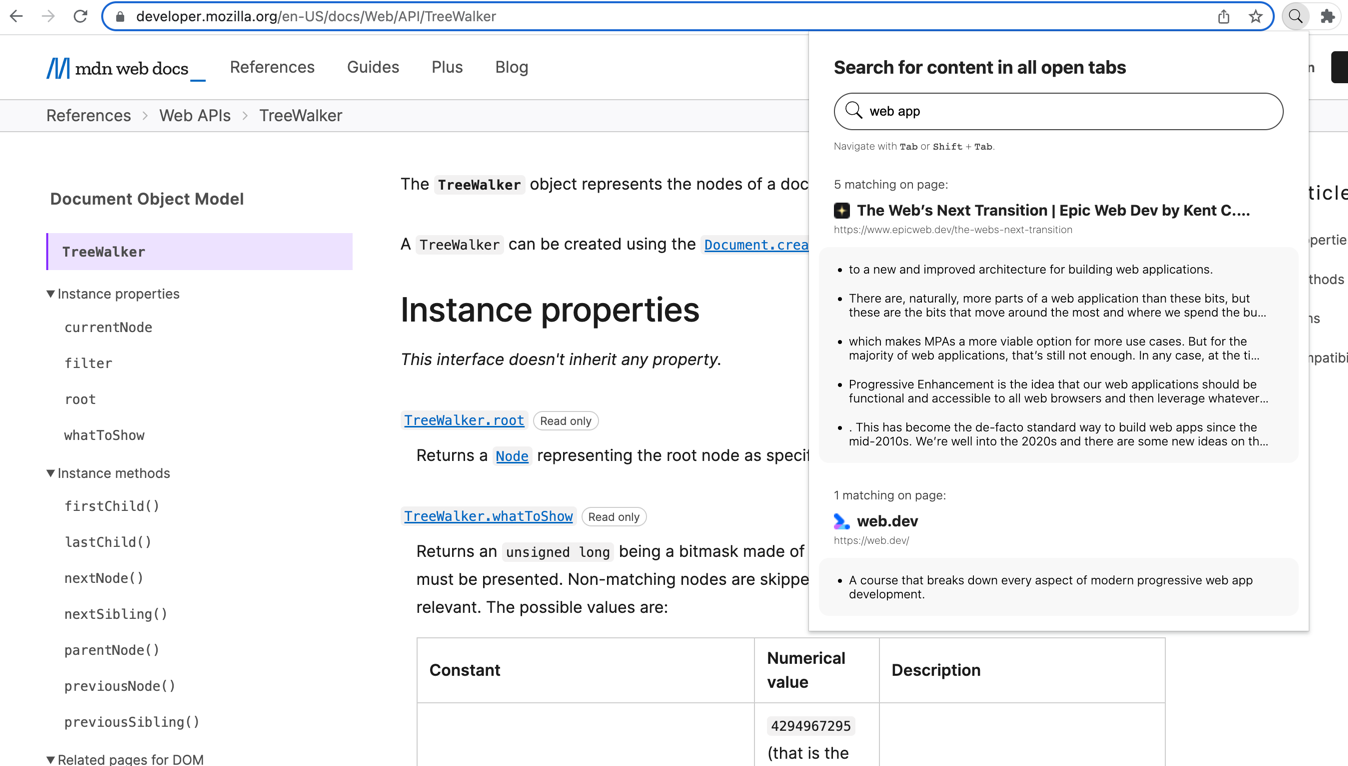 developer.mozilla.org/en-US/docs/Web/API/TreeWalker
mdn web docs_
References Guides Plus Blog
References > Web APIs > TreeWalker
Document Object Model
TreeWalker
Instance properties
currentNode
filter
root
whatToShow
Instance methods
firstChild()
lastChild()
nextNode()
nextSibling()
parentNode()
previousNode()
previousSibling()
Related pages for DOM
The TreeWalker object represents the nodes of a doc
A TreeWalker can be created using the Document.crea
Instance properties
This interface doesn't inherit any property.
TreeWalker.root Read only
Returns a Node representing the root node as specif
TreeWalker.whatToShow Read only
Returns an unsigned long being a bitmask made of
must be presented. Non-matching nodes are skippe
relevant. The possible values are:
Constant
Numerical
value
Description
4294967295
(that is the
Search for content in all open tabs
web app
Navigate with Tab or Shift + Tab.
5 matching on page:
The Web’s Next Transition | Epic Web Dev by Kent C....
https://www.epicweb.dev/the-webs-next-transition
• to a new and improved architecture for building web applications.
• There are, naturally, more parts of a web application than these bits, but
these are the bits that move around the most and where we spend the bu...
• which makes MPAs a more viable option for more use cases. But for the
majority of web applications, that’s still not enough. In any case, at the ti...
• Progressive Enhancement is the idea that our web applications should be
functional and accessible to all web browsers and then leverage whatever...
• . This has become the de-facto standard way to build web apps since the
mid-2010s. We’re well into the 2020s and there are some new ideas on th...
1 matching on page:
web.dev
https://web.dev/
• A course that breaks down every aspect of modern progressive web app
development.
n
ticle
pertie
thods
ns
npatibi